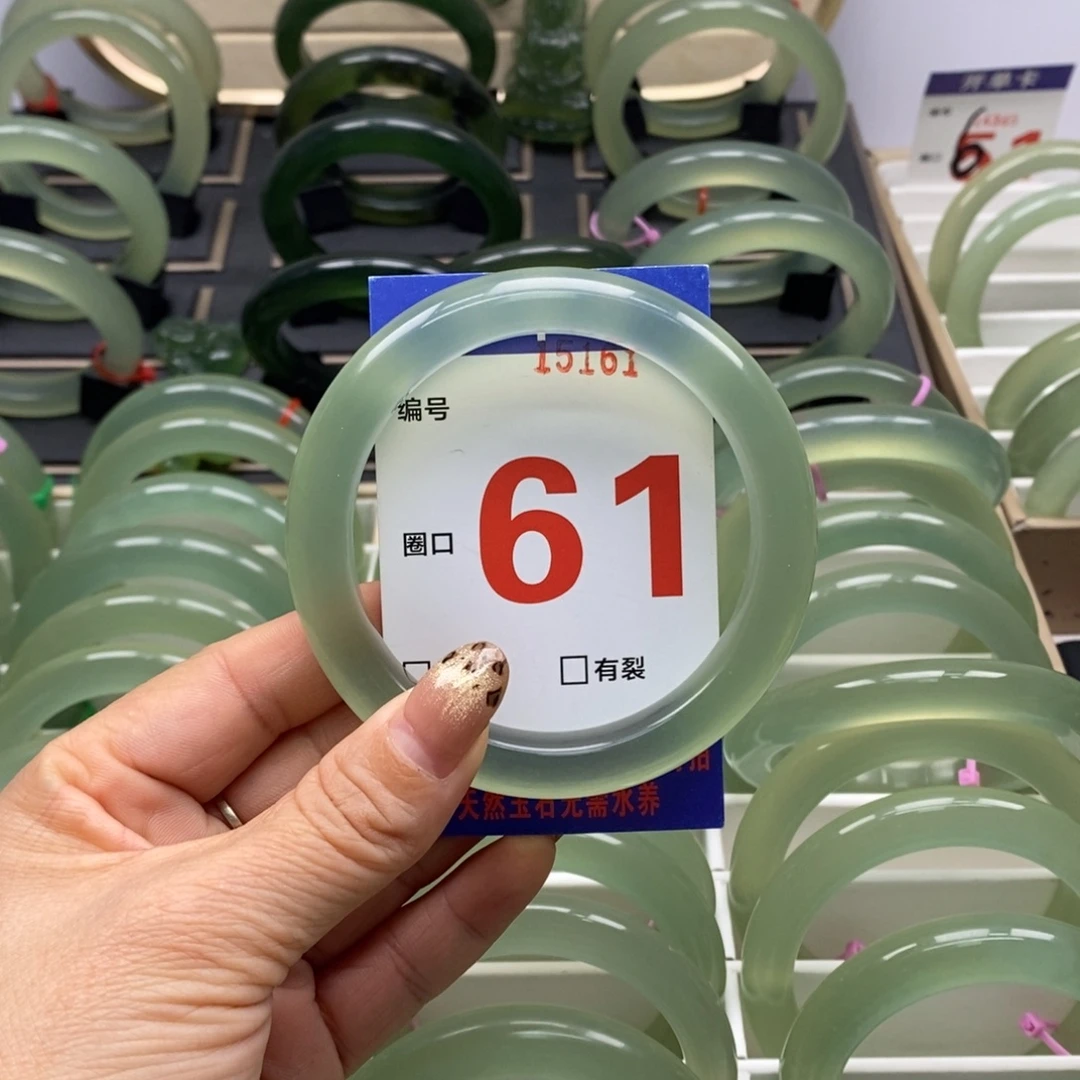 15161
编号
圈口 61
有裂
天然玉石无需水养